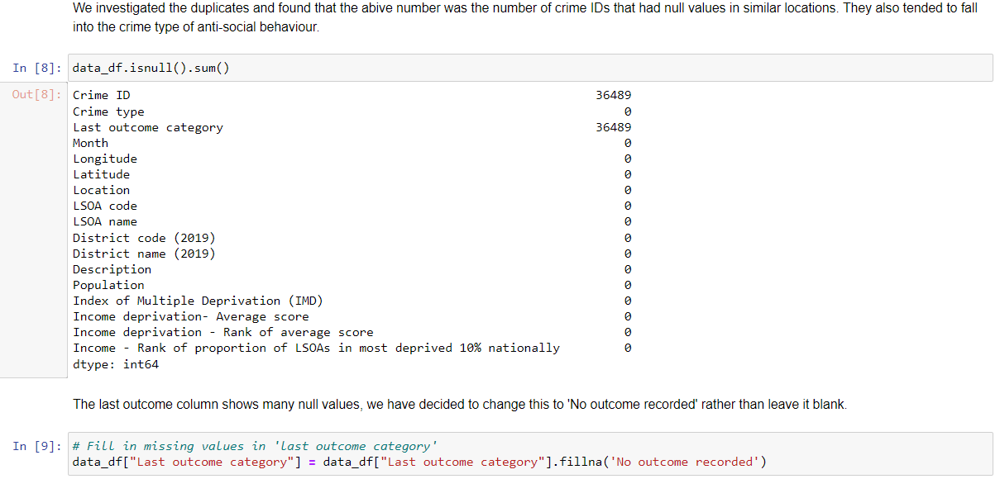 We investigated the duplicates and found that the abive number was the number of crime IDs that had null values in similar locations. They also tended to fall
into the crime type of anti-social behaviour.
In [8]: data_df.isnull().sum()
Out[8]: Crime ID 36489
Crime type 0
Last outcome category 36489
Month 0
Longitude 0
Latitude 0
Location 0
LSOA code 0
LSOA name 0
District code (2019) 0
District name (2019) 0
Description 0
Population 0
Index of Multiple Deprivation (IMD) 0
Income deprivation- Average score 0
Income deprivation - Rank of average score 0
Income - Rank of proportion of LSOAs in most deprived 10% nationally 0
dtype: int64
The last outcome column shows many null values, we have decided to change this to 'No outcome recorded' rather than leave it blank.
In [9]: # Fill in missing values in 'last outcome category'
data_df["Last outcome category"] = data_df["Last outcome category"].fillna('No outcome recorded')